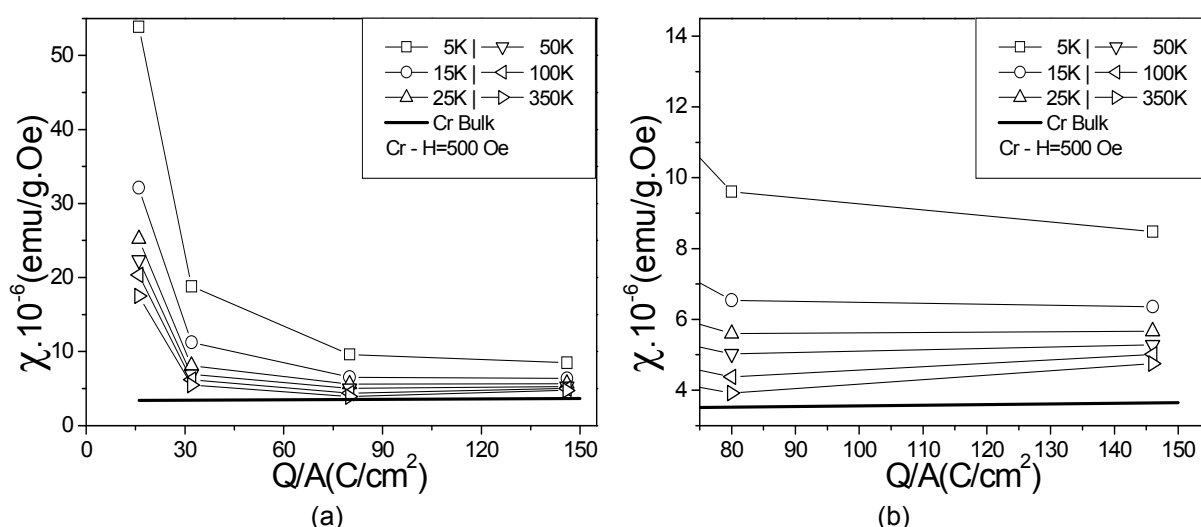 50
40
30
20
10
0
χ.10⁻⁶(emu/g.Oe)
5K | 50K
15K | 100K
25K | 350K
Cr Bulk
Cr - H=500 Oe
0 30 60 90 120 150
Q/A(C/cm²)
(a)
14
12
10
8
6
4
χ.10⁻⁶(emu/g.Oe)
5K | 50K
15K | 100K
25K | 350K
Cr Bulk
Cr - H=500 Oe
80 90 100 110 120 130 140 150
Q/A(C/cm²)
(b)